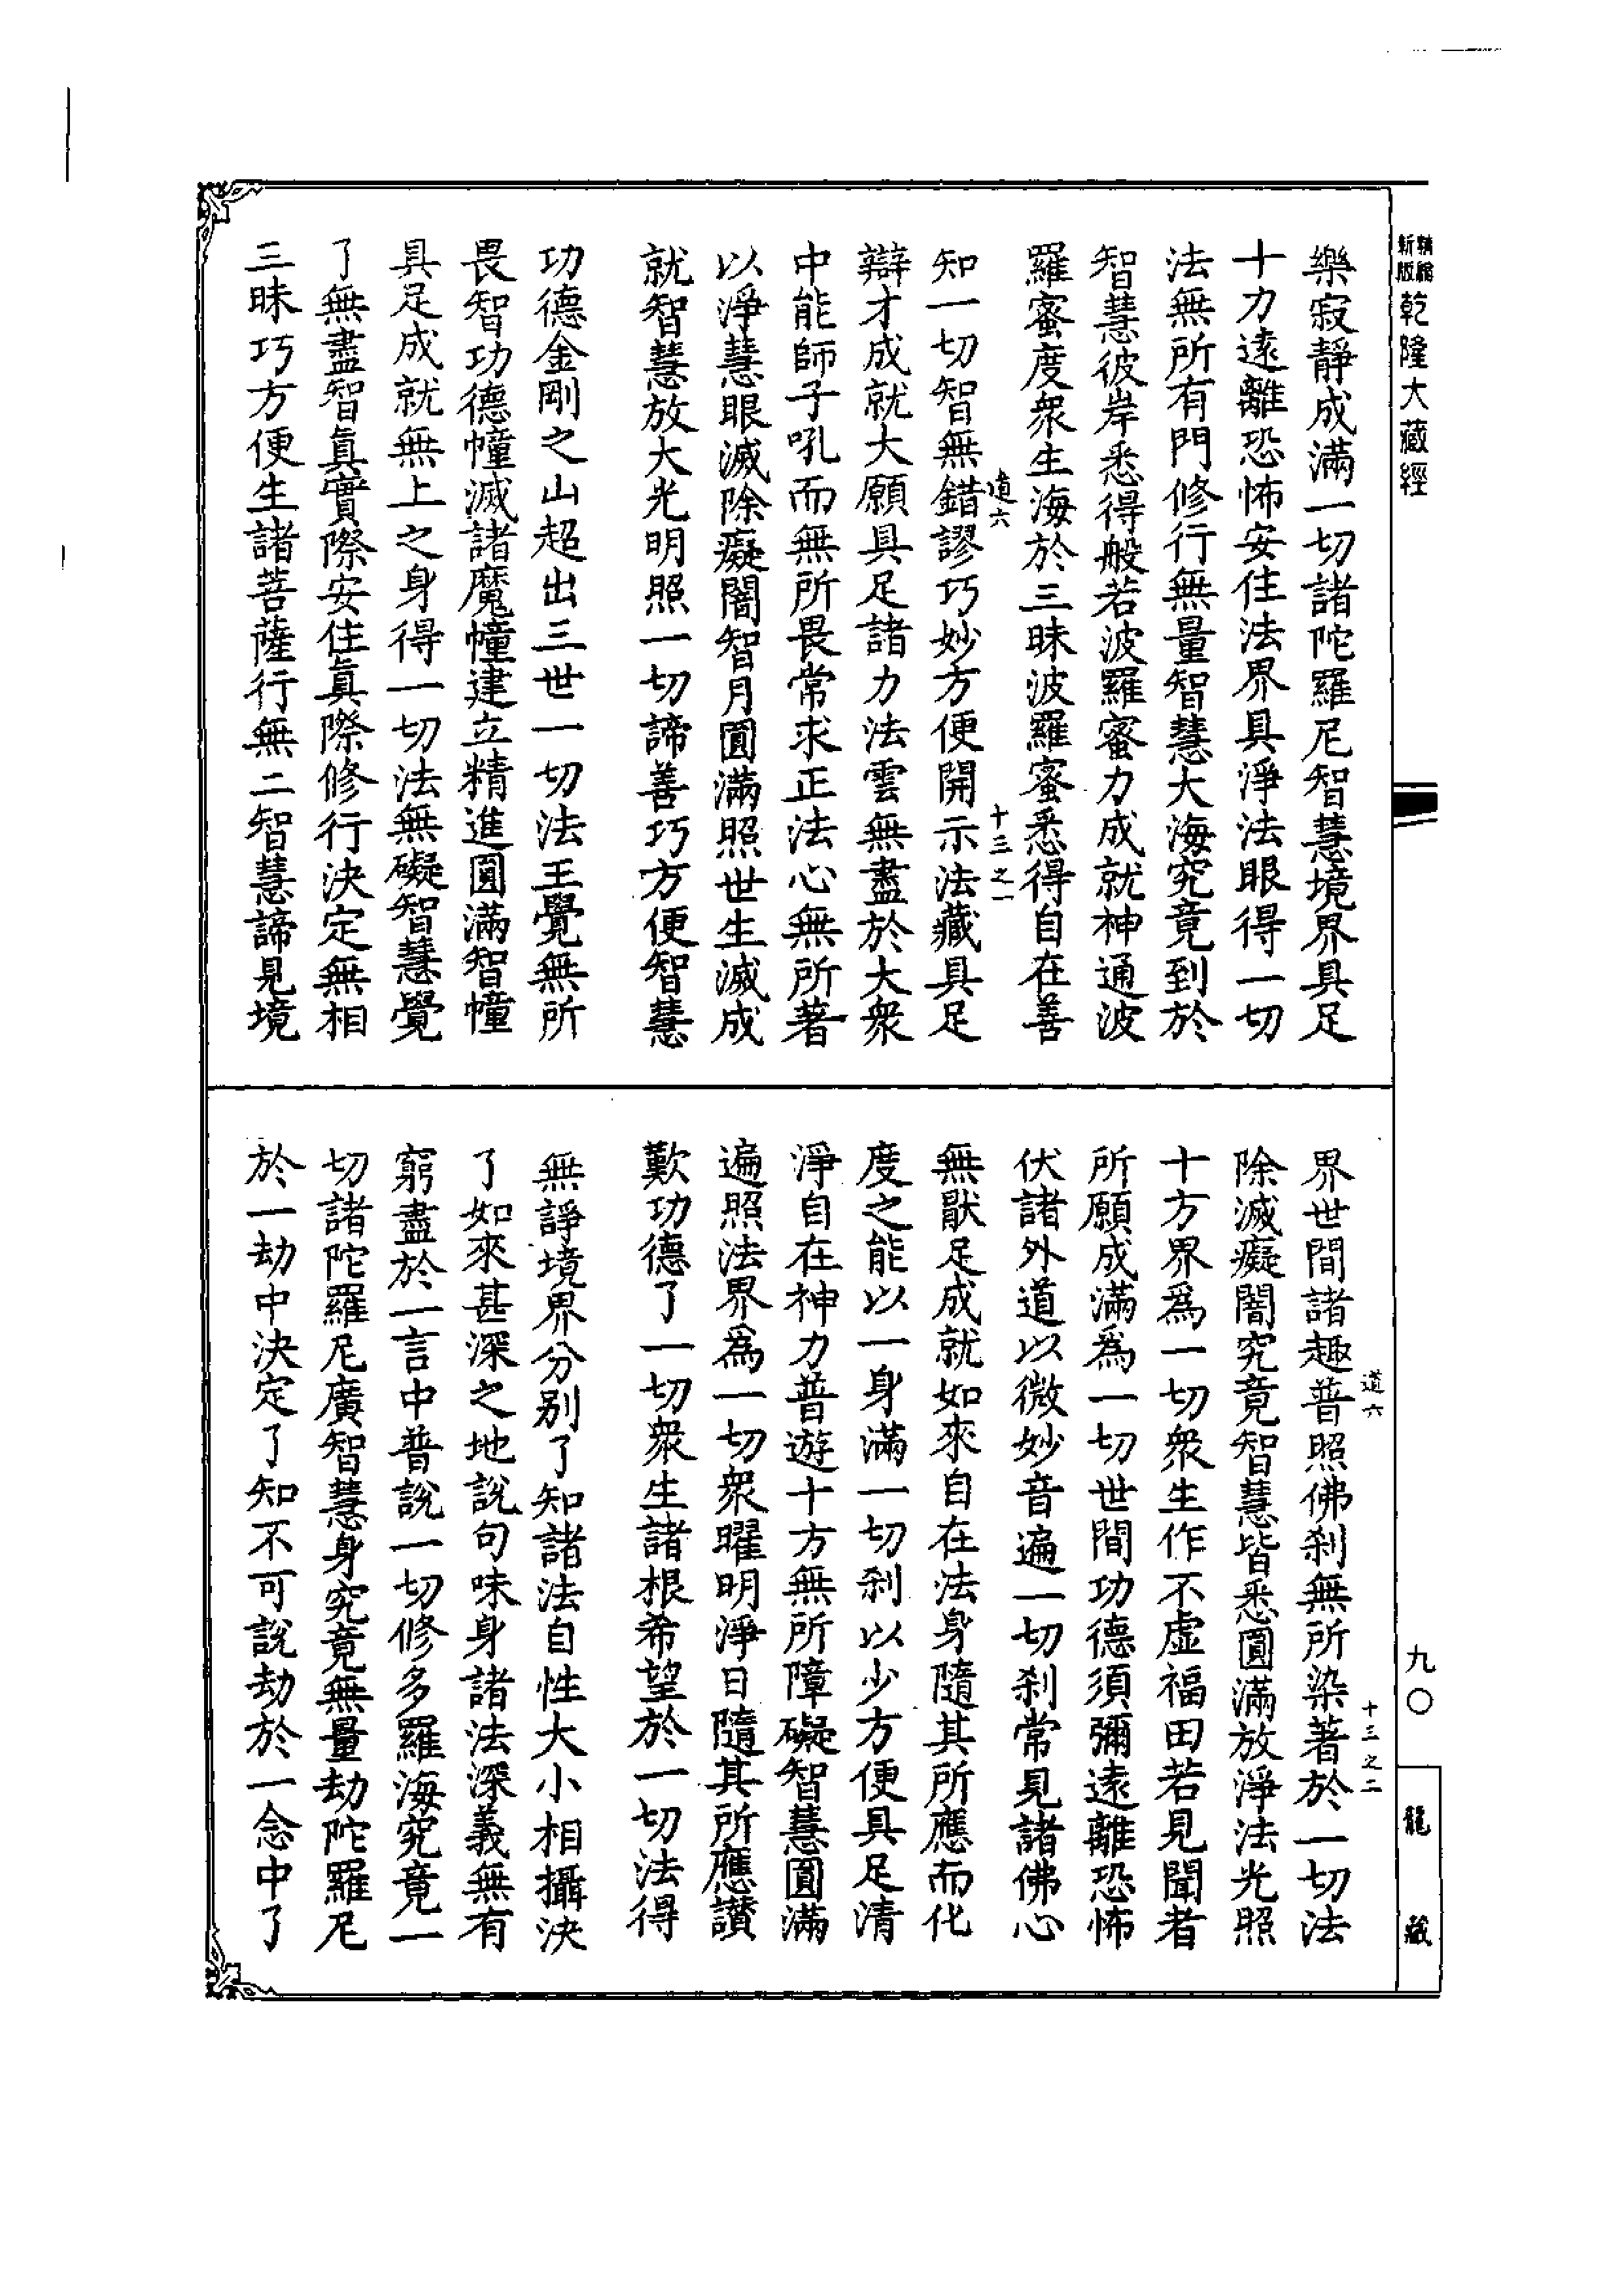 精繪
新版
乾隆大藏經
樂寂靜成滿一切諸陀羅尼智慧境界具足
十力遠離恐怖安住法界具淨法眼得一切
法無所有門修行無量智慧大海究竟到於
智慧彼岸悉得般若波羅蜜力成就神通波
羅蜜度眾生海於三昧波羅蜜悉得自在善
道六
十三之一
知一切智無錯謬巧妙方便開示法藏具足
辯才成就大願具足諸力法雲無盡於大眾
中能師子吼而無所畏常求正法心無所著
以淨慧眼滅除癡闇智月圓滿照世生滅成
就智慧放大光明照一切諦善巧方便智慧
功德金剛之山超出三世一切法王覺無所
畏智功德幢滅諸魔幢建立精進圓滿智幢
具足成就無上之身得一切法無礙智慧覺
了無盡智真實際安住真際修行決定無相
三昧巧方便生諸菩薩行無二智慧諦見境
道六
十三之二
界世間諸趣普照佛刹無所染著於一切法
除滅癡闇究竟智慧皆悉圓滿放淨法光照
十方界為一切眾生作不虛福田若見聞者
所願成滿為一切世間功德須彌遠離恐怖
伏諸外道以微妙音遍一切刹常見諸佛心
無猒足成就如來自在法身隨其所應而化
度之能以一身滿一切刹以少方便具足清
淨自在神力普遊十方無所障礙智慧圓滿
遍照法界為一切眾曜明淨日隨其所應讚
歎功德了一切眾生諸根希望於一切法得
無諍境界分別了知諸法自性大小相攝決
了如來甚深之地說句味身諸法深義無有
窮盡於一言中普說一切修多羅海究竟一
切諸陀羅尼廣智慧身究竟無量劫陀羅尼
於一劫中決定了知不可說劫於一念中了
九〇
龍藏